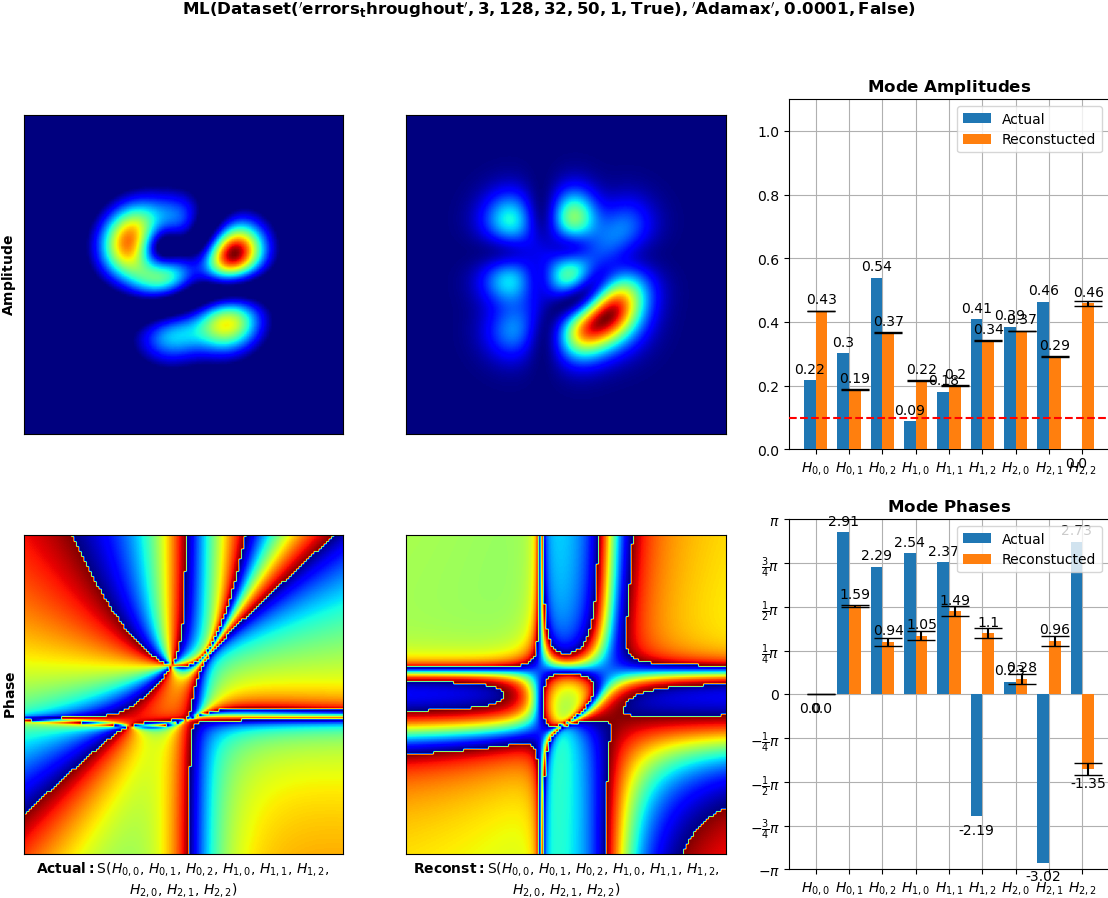 ML(Dataset('errors_throughout', 3, 128, 32, 50, 1, True), 'Adamax', 0.0001, False)
Amplitude
Mode Amplitudes
Actual
Reconstucted
1.0
0.8
0.6
0.4
0.2
0.0
0.22 0.43 0.3 0.19 0.54 0.37 0.09 0.22 0.18 0.2 0.41 0.34 0.39 0.37 0.46 0.29 0.0 0.46
H0,0 H0,1 H0,2 H1,0 H1,1 H1,2 H2,0 H2,1 H2,2
Phase
Mode Phases
Actual
Reconstucted
π
3/4π
1/2π
1/4π
0
−1/4π
−1/2π
−3/4π
−π
0.0 0.0 2.91 1.59 2.29 0.94 2.54 1.05 2.37 1.49 -2.19 1.1 0.28 -3.02 0.96 2.73 -1.35
H0,0 H0,1 H0,2 H1,0 H1,1 H1,2 H2,0 H2,1 H2,2
Actual: S(H0,0, H0,1, H0,2, H1,0, H1,1, H1,2,
H2,0, H2,1, H2,2)
Reconst: S(H0,0, H0,1, H0,2, H1,0, H1,1, H1,2,
H2,0, H2,1, H2,2)